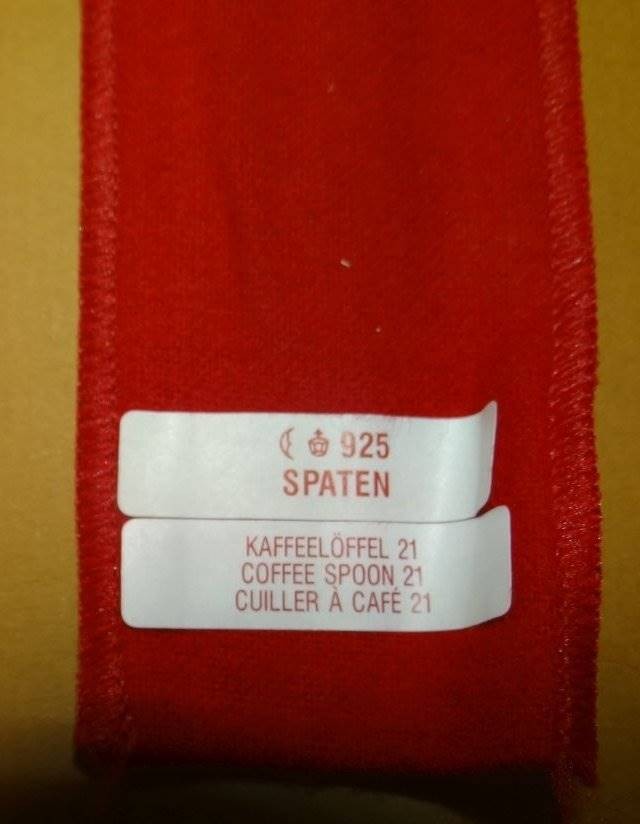 925
SPATEN
KAFFEELÖFFEL 21
COFFEE SPOON 21
CUILLER À CAFÉ 21